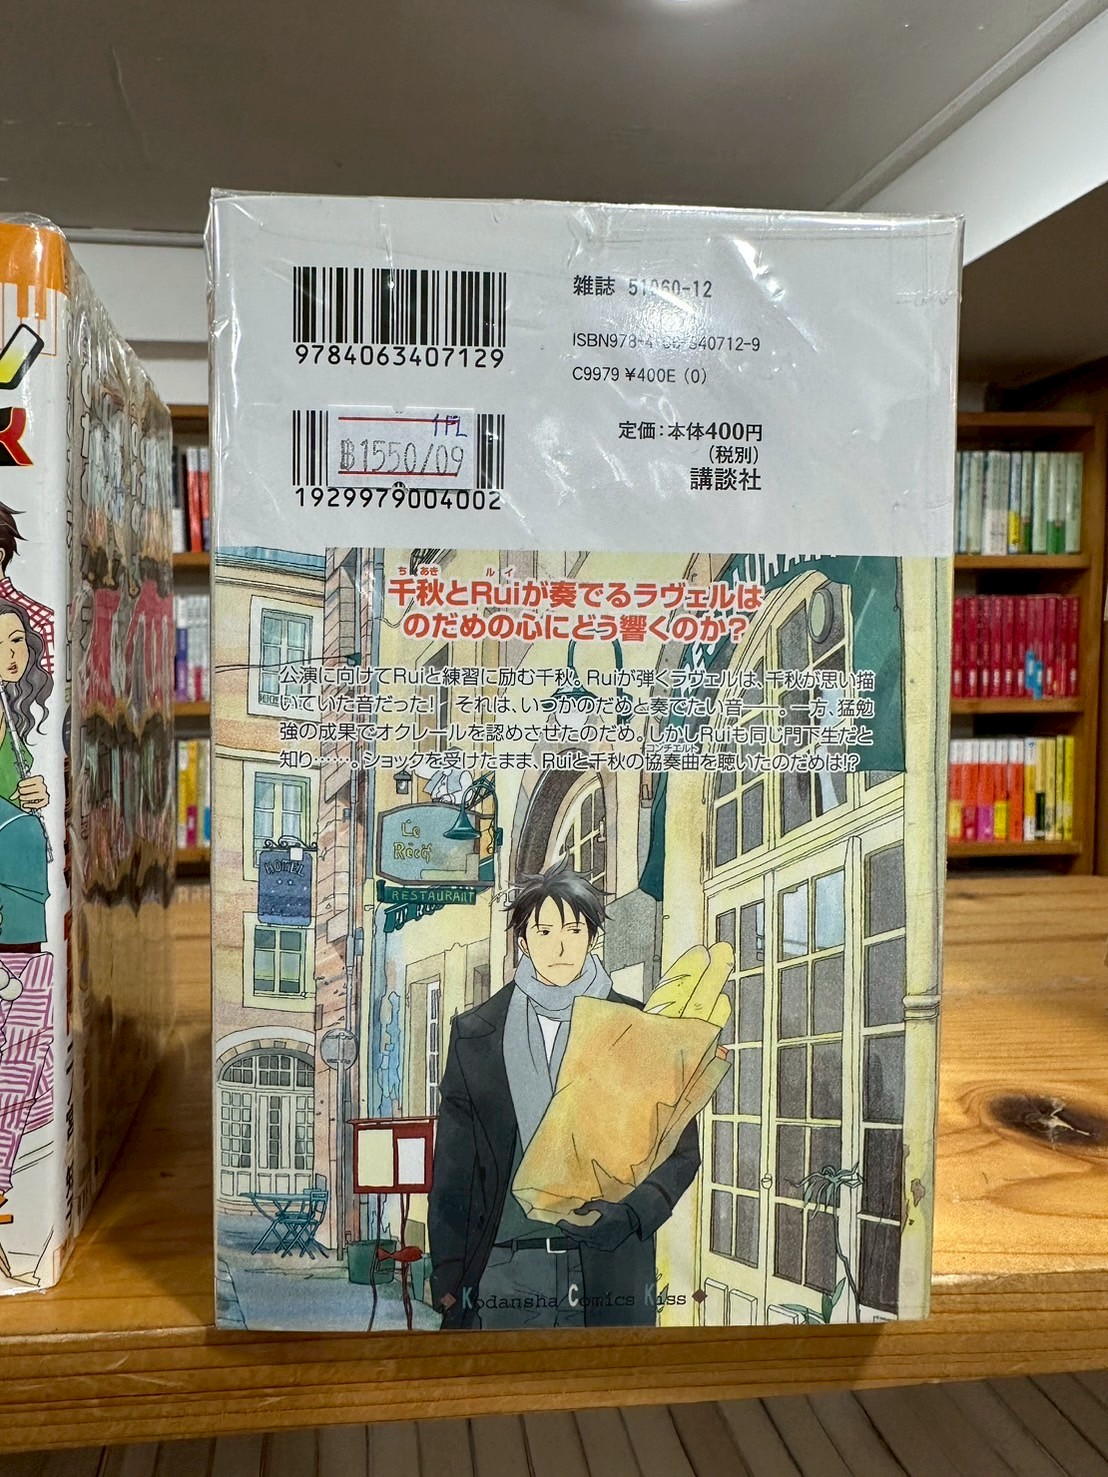 9784063407129
雑誌 51060-12
ISBN978-4-06-340712-9
C9979 ¥400E (0)
1PL
฿1550/09
1929979004002
定価：本体400円
（税別）
講談社
ち あき ル イ
千秋とRuiが奏でるラヴェルは
のだめの心にどう響くのか？
公演に向けてRuiと練習に励む千秋。Ruiが弾くラヴェルは、千秋が思い描
いていた音だった！ それは、いつかのだめと奏でたい音――。一方、猛勉
強の成果でオクレールを認めさせたのだめ。しかしRuiも同じ門下生だと
コンチェルト
知り……。ショックを受けたまま、Ruiと千秋の協奏曲を聴いたのだめは!?
Le
Récif
HOTEL
RESTAURANT
Kodansha Comics Kiss